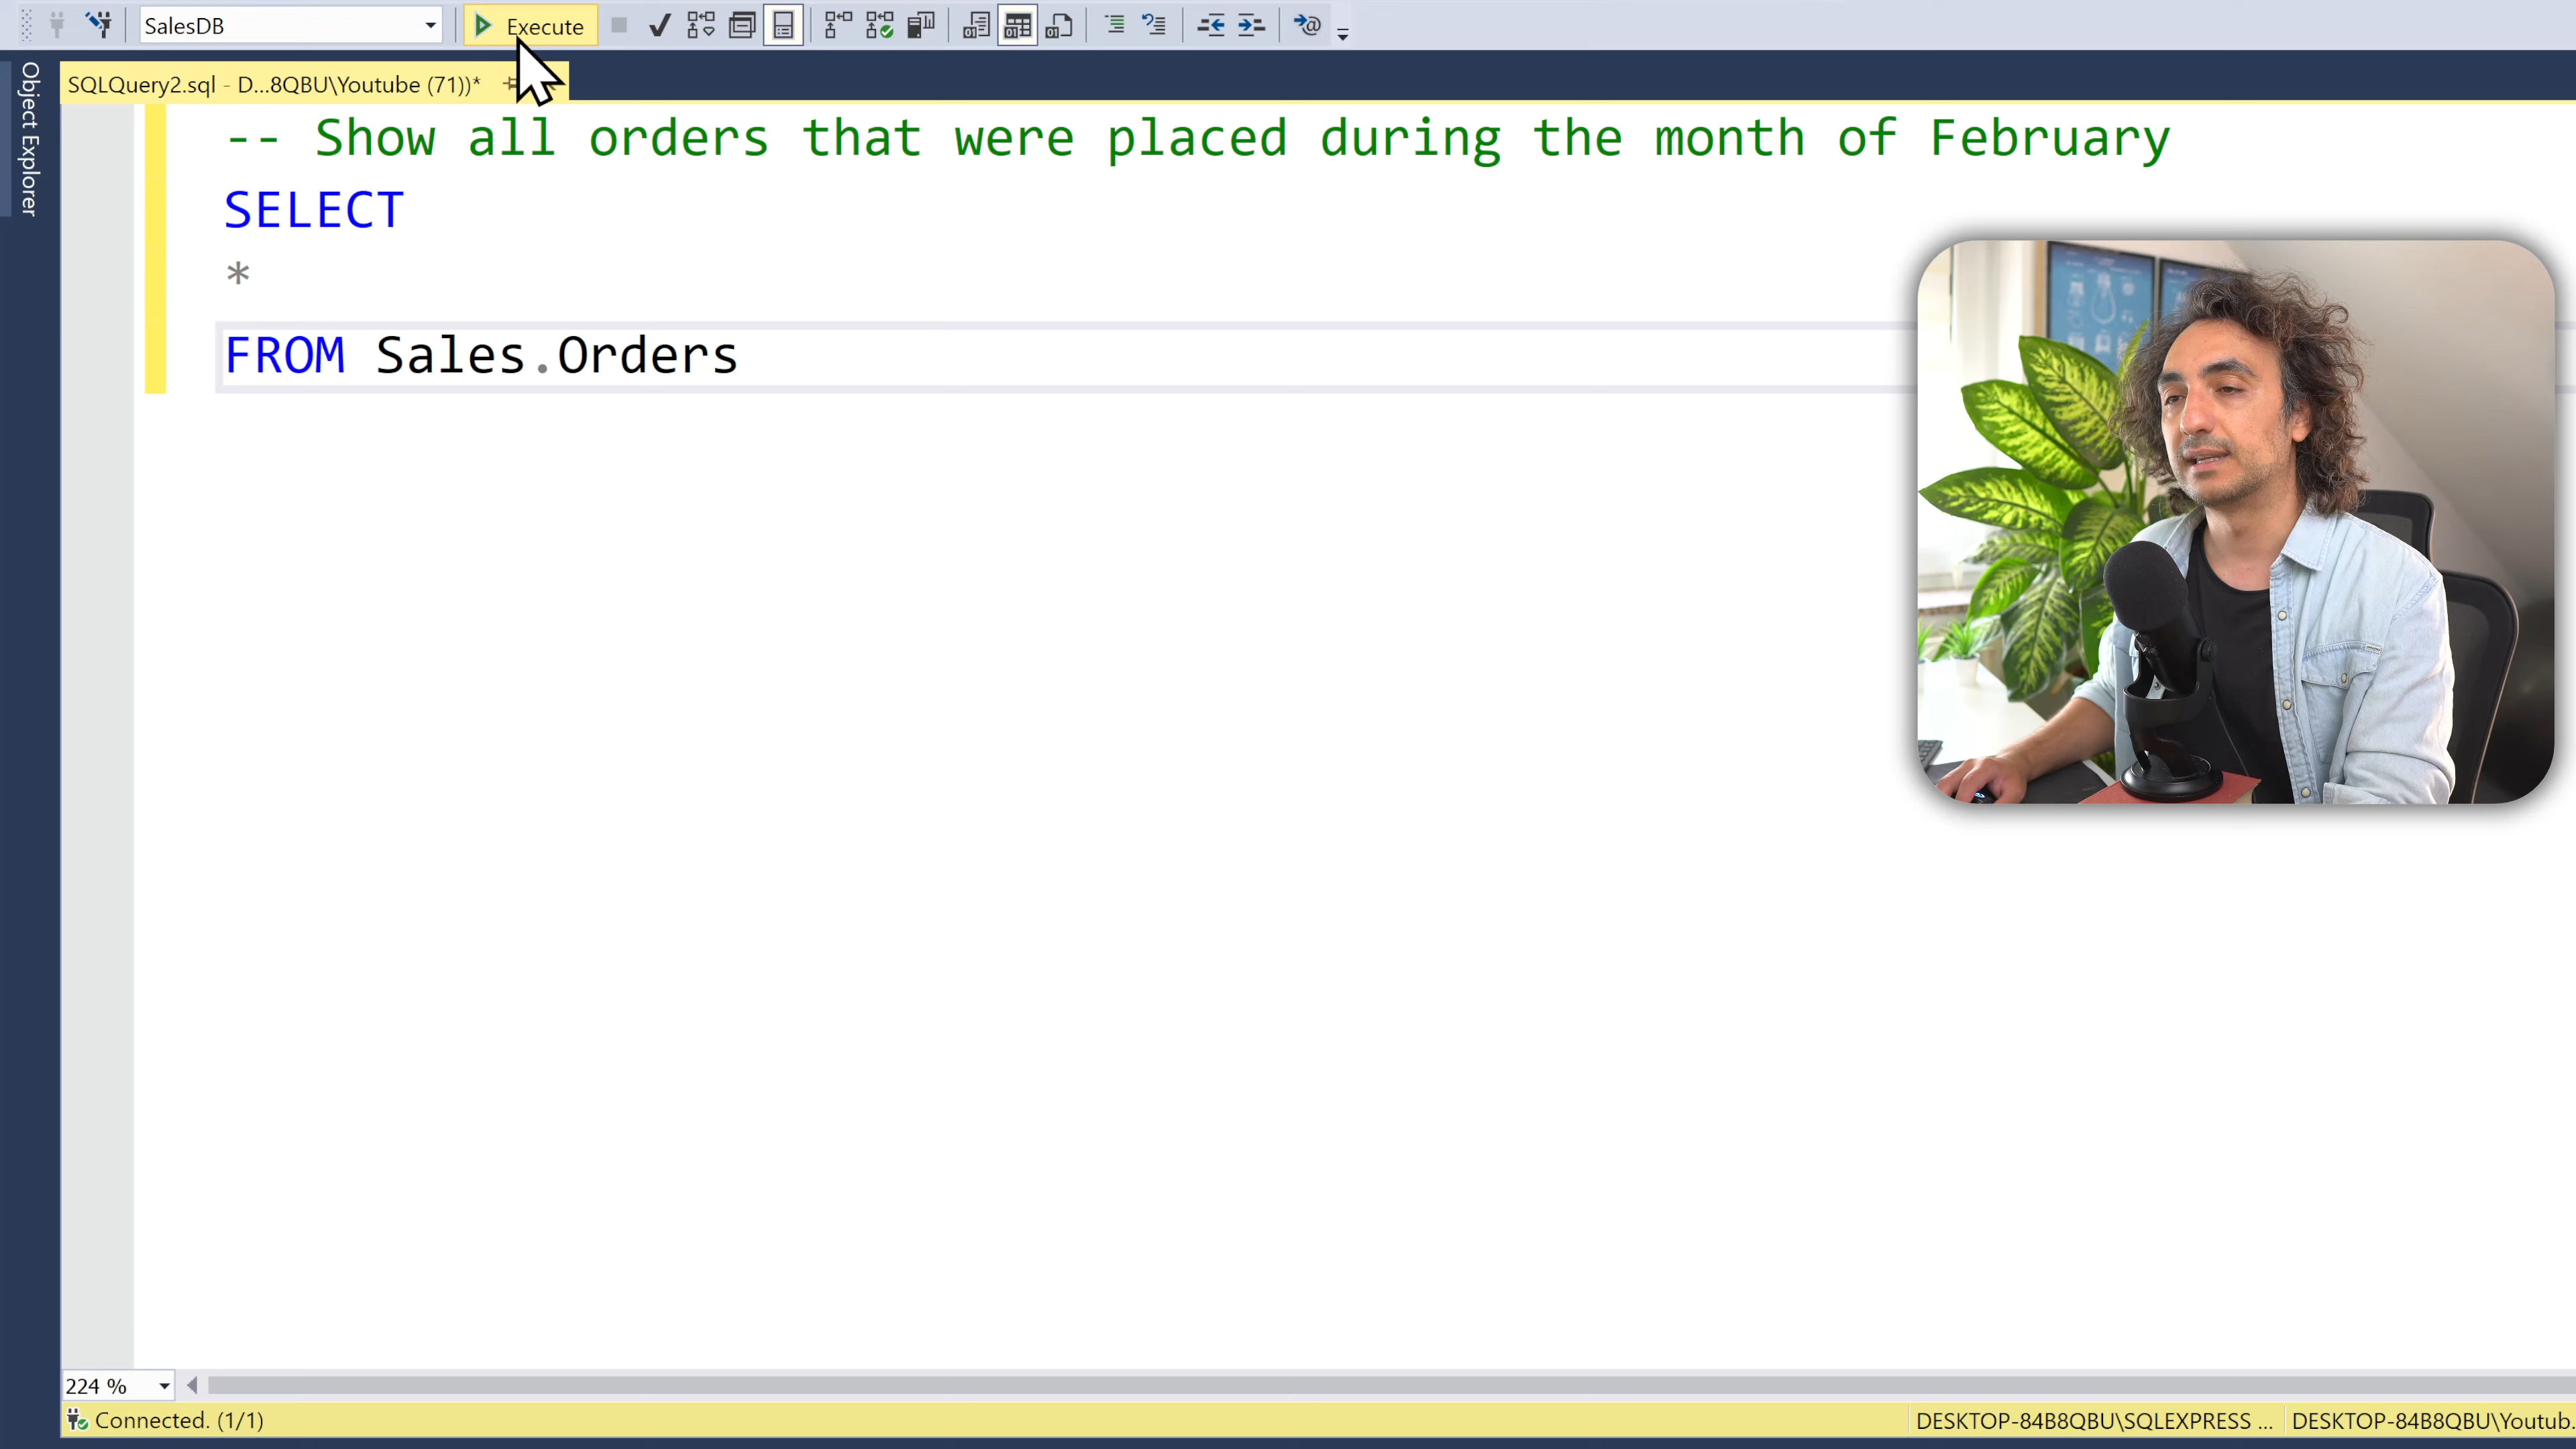 SalesDB
Execute
SQLQuery2.sql - D...8QBU\Youtube (71))*
Object Explorer
-- Show all orders that were placed during the month of February
SELECT
*
FROM Sales.Orders
224 %
Connected. (1/1)
DESKTOP-84B8QBU\SQLEXPRESS ...
DESKTOP-84B8QBU\Youtub.